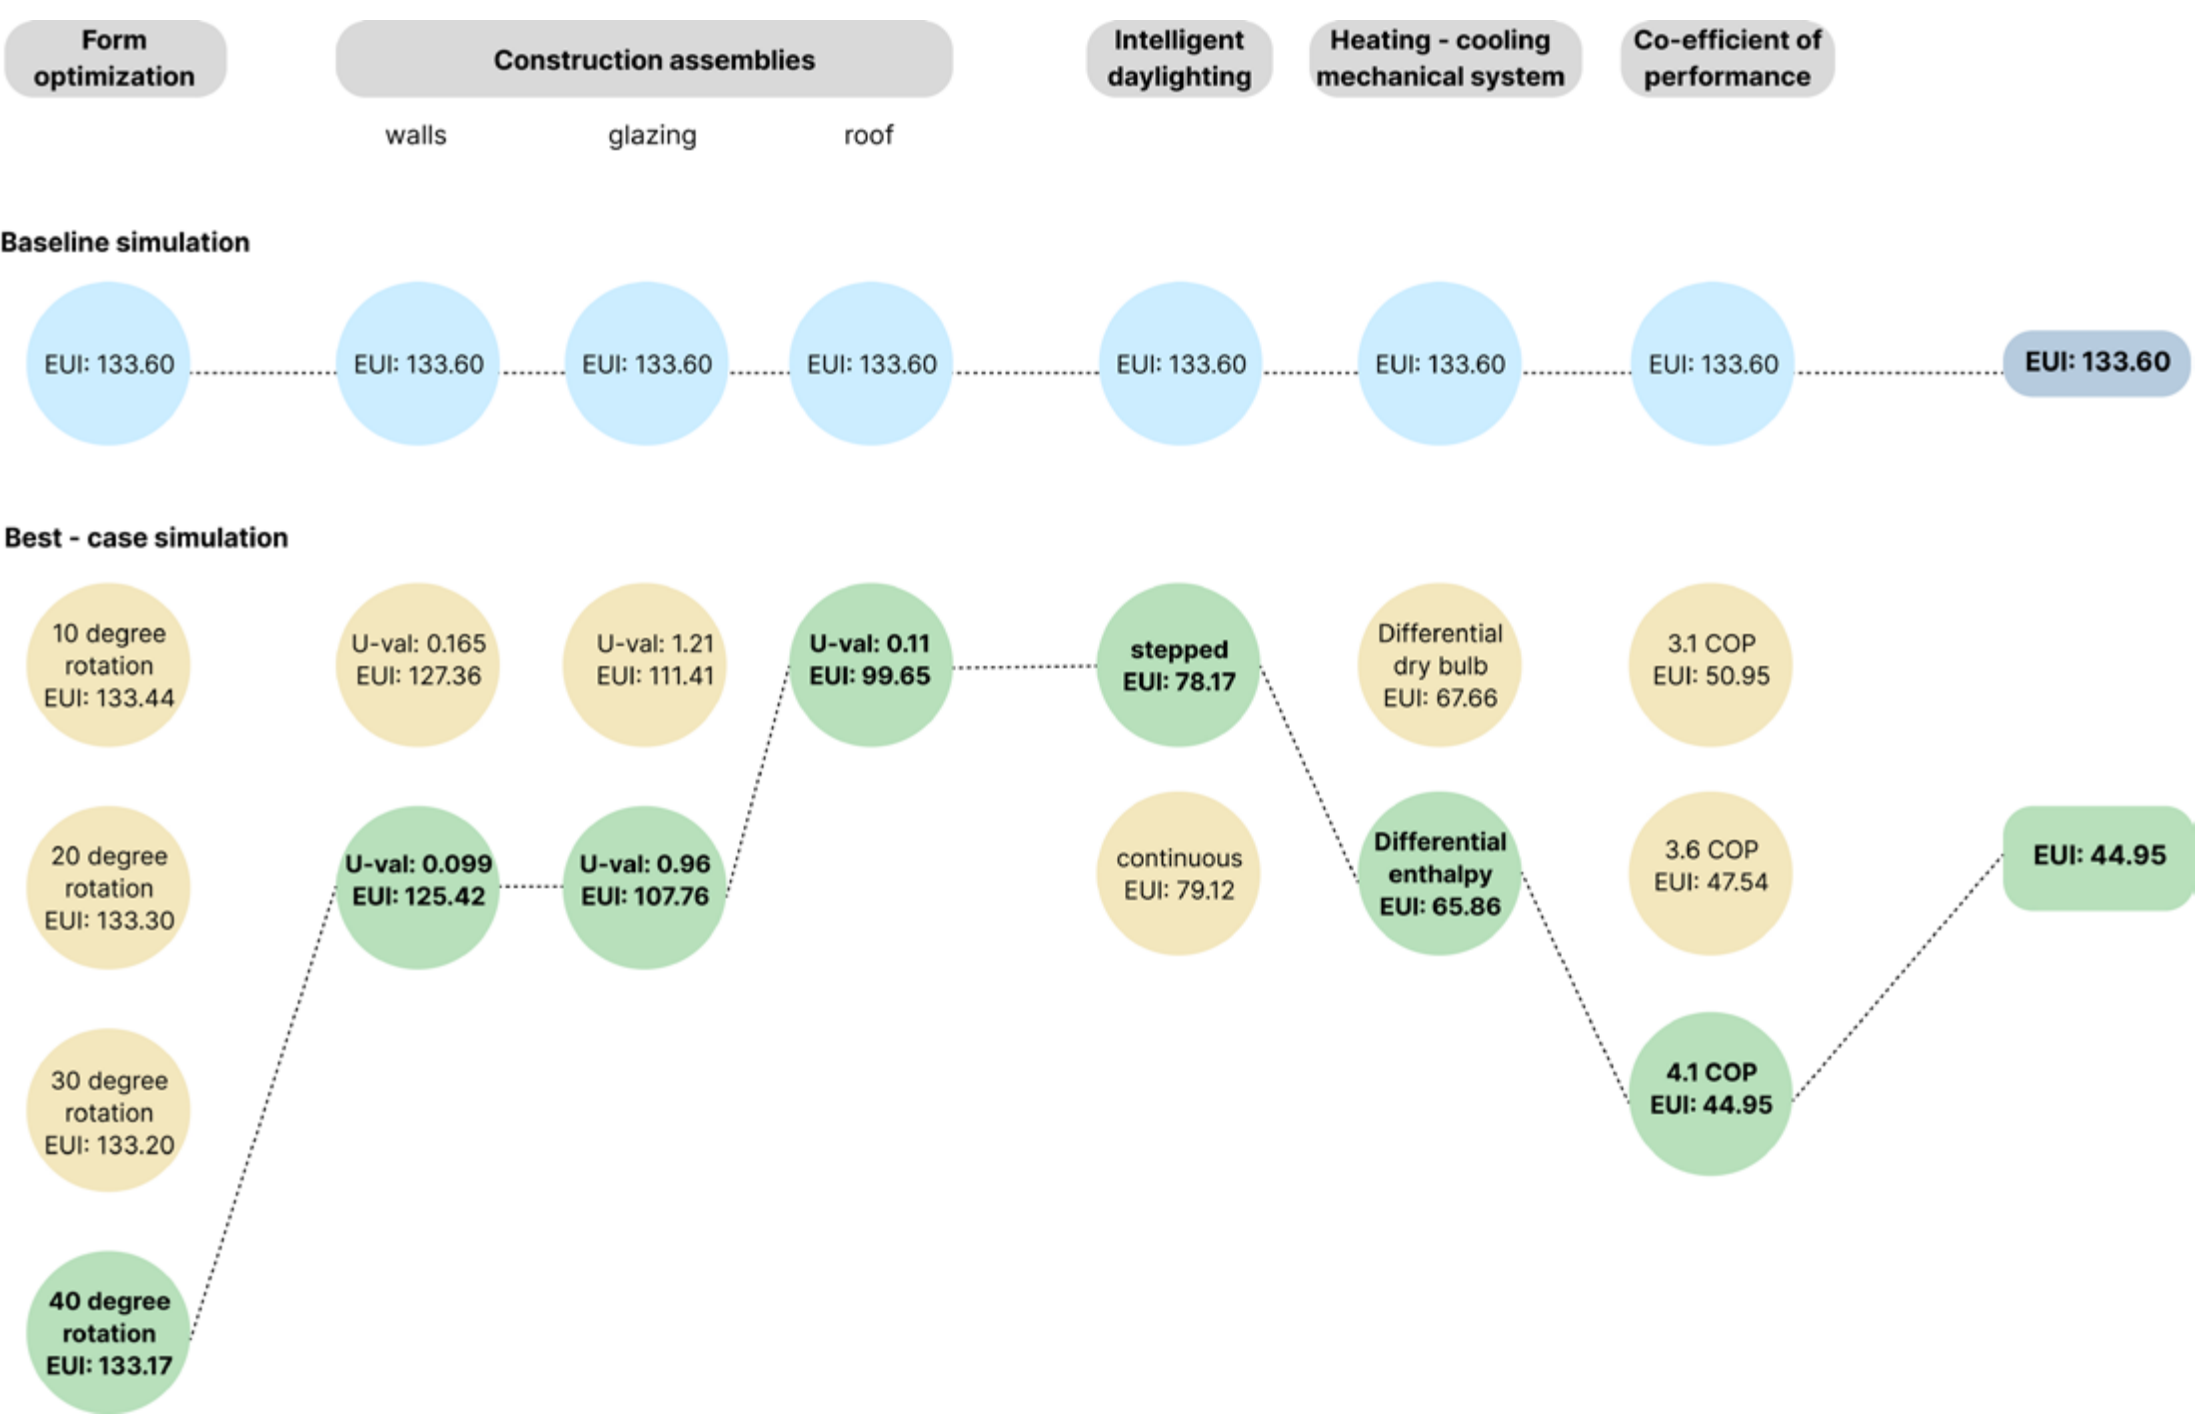 Form
optimization
Construction assemblies
Intelligent
daylighting
Heating - cooling
mechanical system
Co-efficient of
performance
walls
glazing
roof
Baseline simulation
EUI: 133.60
EUI: 133.60
EUI: 133.60
EUI: 133.60
EUI: 133.60
EUI: 133.60
EUI: 133.60
EUI: 133.60
Best - case simulation
10 degree
rotation
EUI: 133.44
U-val: 0.165
EUI: 127.36
U-val: 1.21
EUI: 111.41
U-val: 0.11
EUI: 99.65
stepped
EUI: 78.17
Differential
dry bulb
EUI: 67.66
3.1 COP
EUI: 50.95
20 degree
rotation
EUI: 133.30
U-val: 0.099
EUI: 125.42
U-val: 0.96
EUI: 107.76
continuous
EUI: 79.12
Differential
enthalpy
EUI: 65.86
3.6 COP
EUI: 47.54
EUI: 44.95
30 degree
rotation
EUI: 133.20
4.1 COP
EUI: 44.95
40 degree
rotation
EUI: 133.17